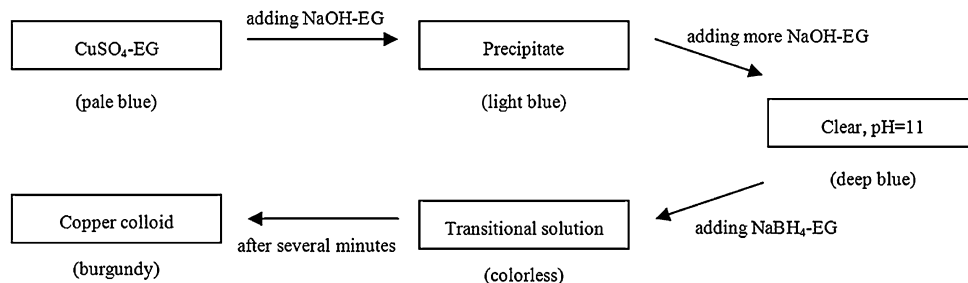 adding NaOH-EG
CuSO₄-EG
Precipitate
adding more NaOH-EG
(pale blue)
(light blue)
Clear, pH=11
(deep blue)
Copper colloid
Transitional solution
adding NaBH₄-EG
after several minutes
(burgundy)
(colorless)